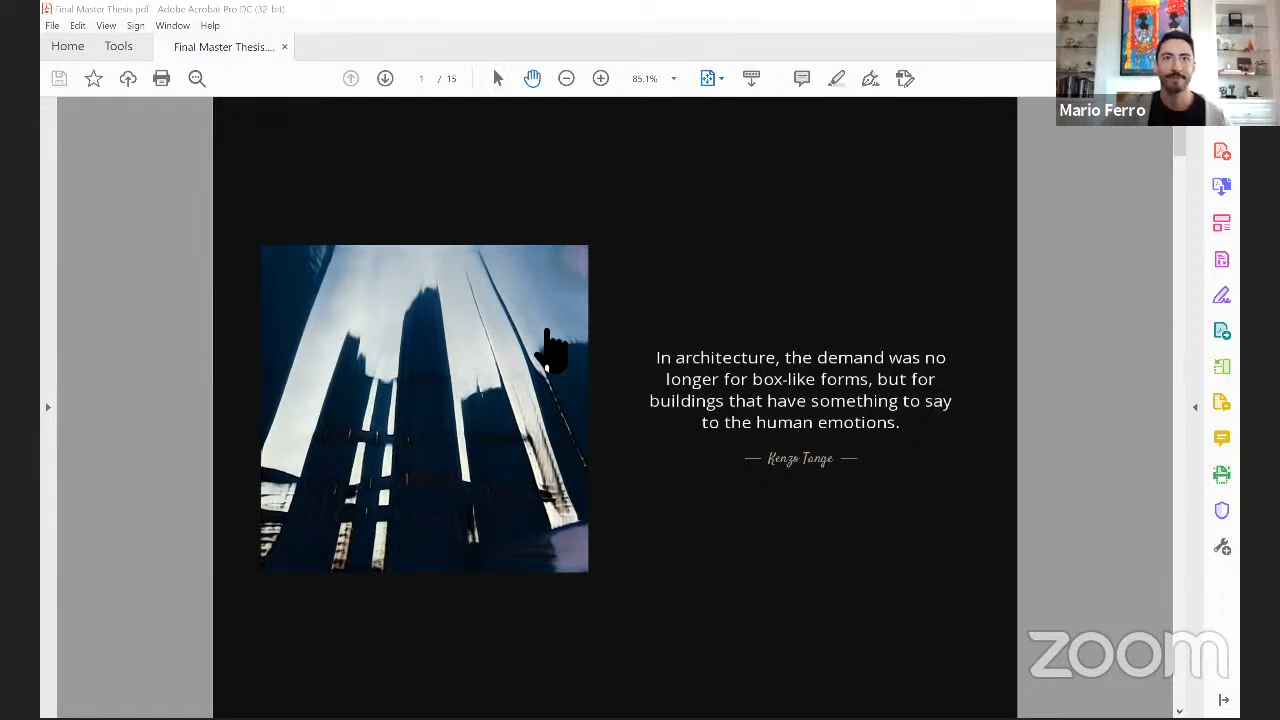 Final Master Thesis.pdf - Adobe Acrobat Pro DC (32-bit)
File Edit View Sign Window Help
Home Tools Final Master Thesis....
1 / 15 85.1%
Mario Ferro
In architecture, the demand was no
longer for box-like forms, but for
buildings that have something to say
to the human emotions.
Kenzo Tange
zoom